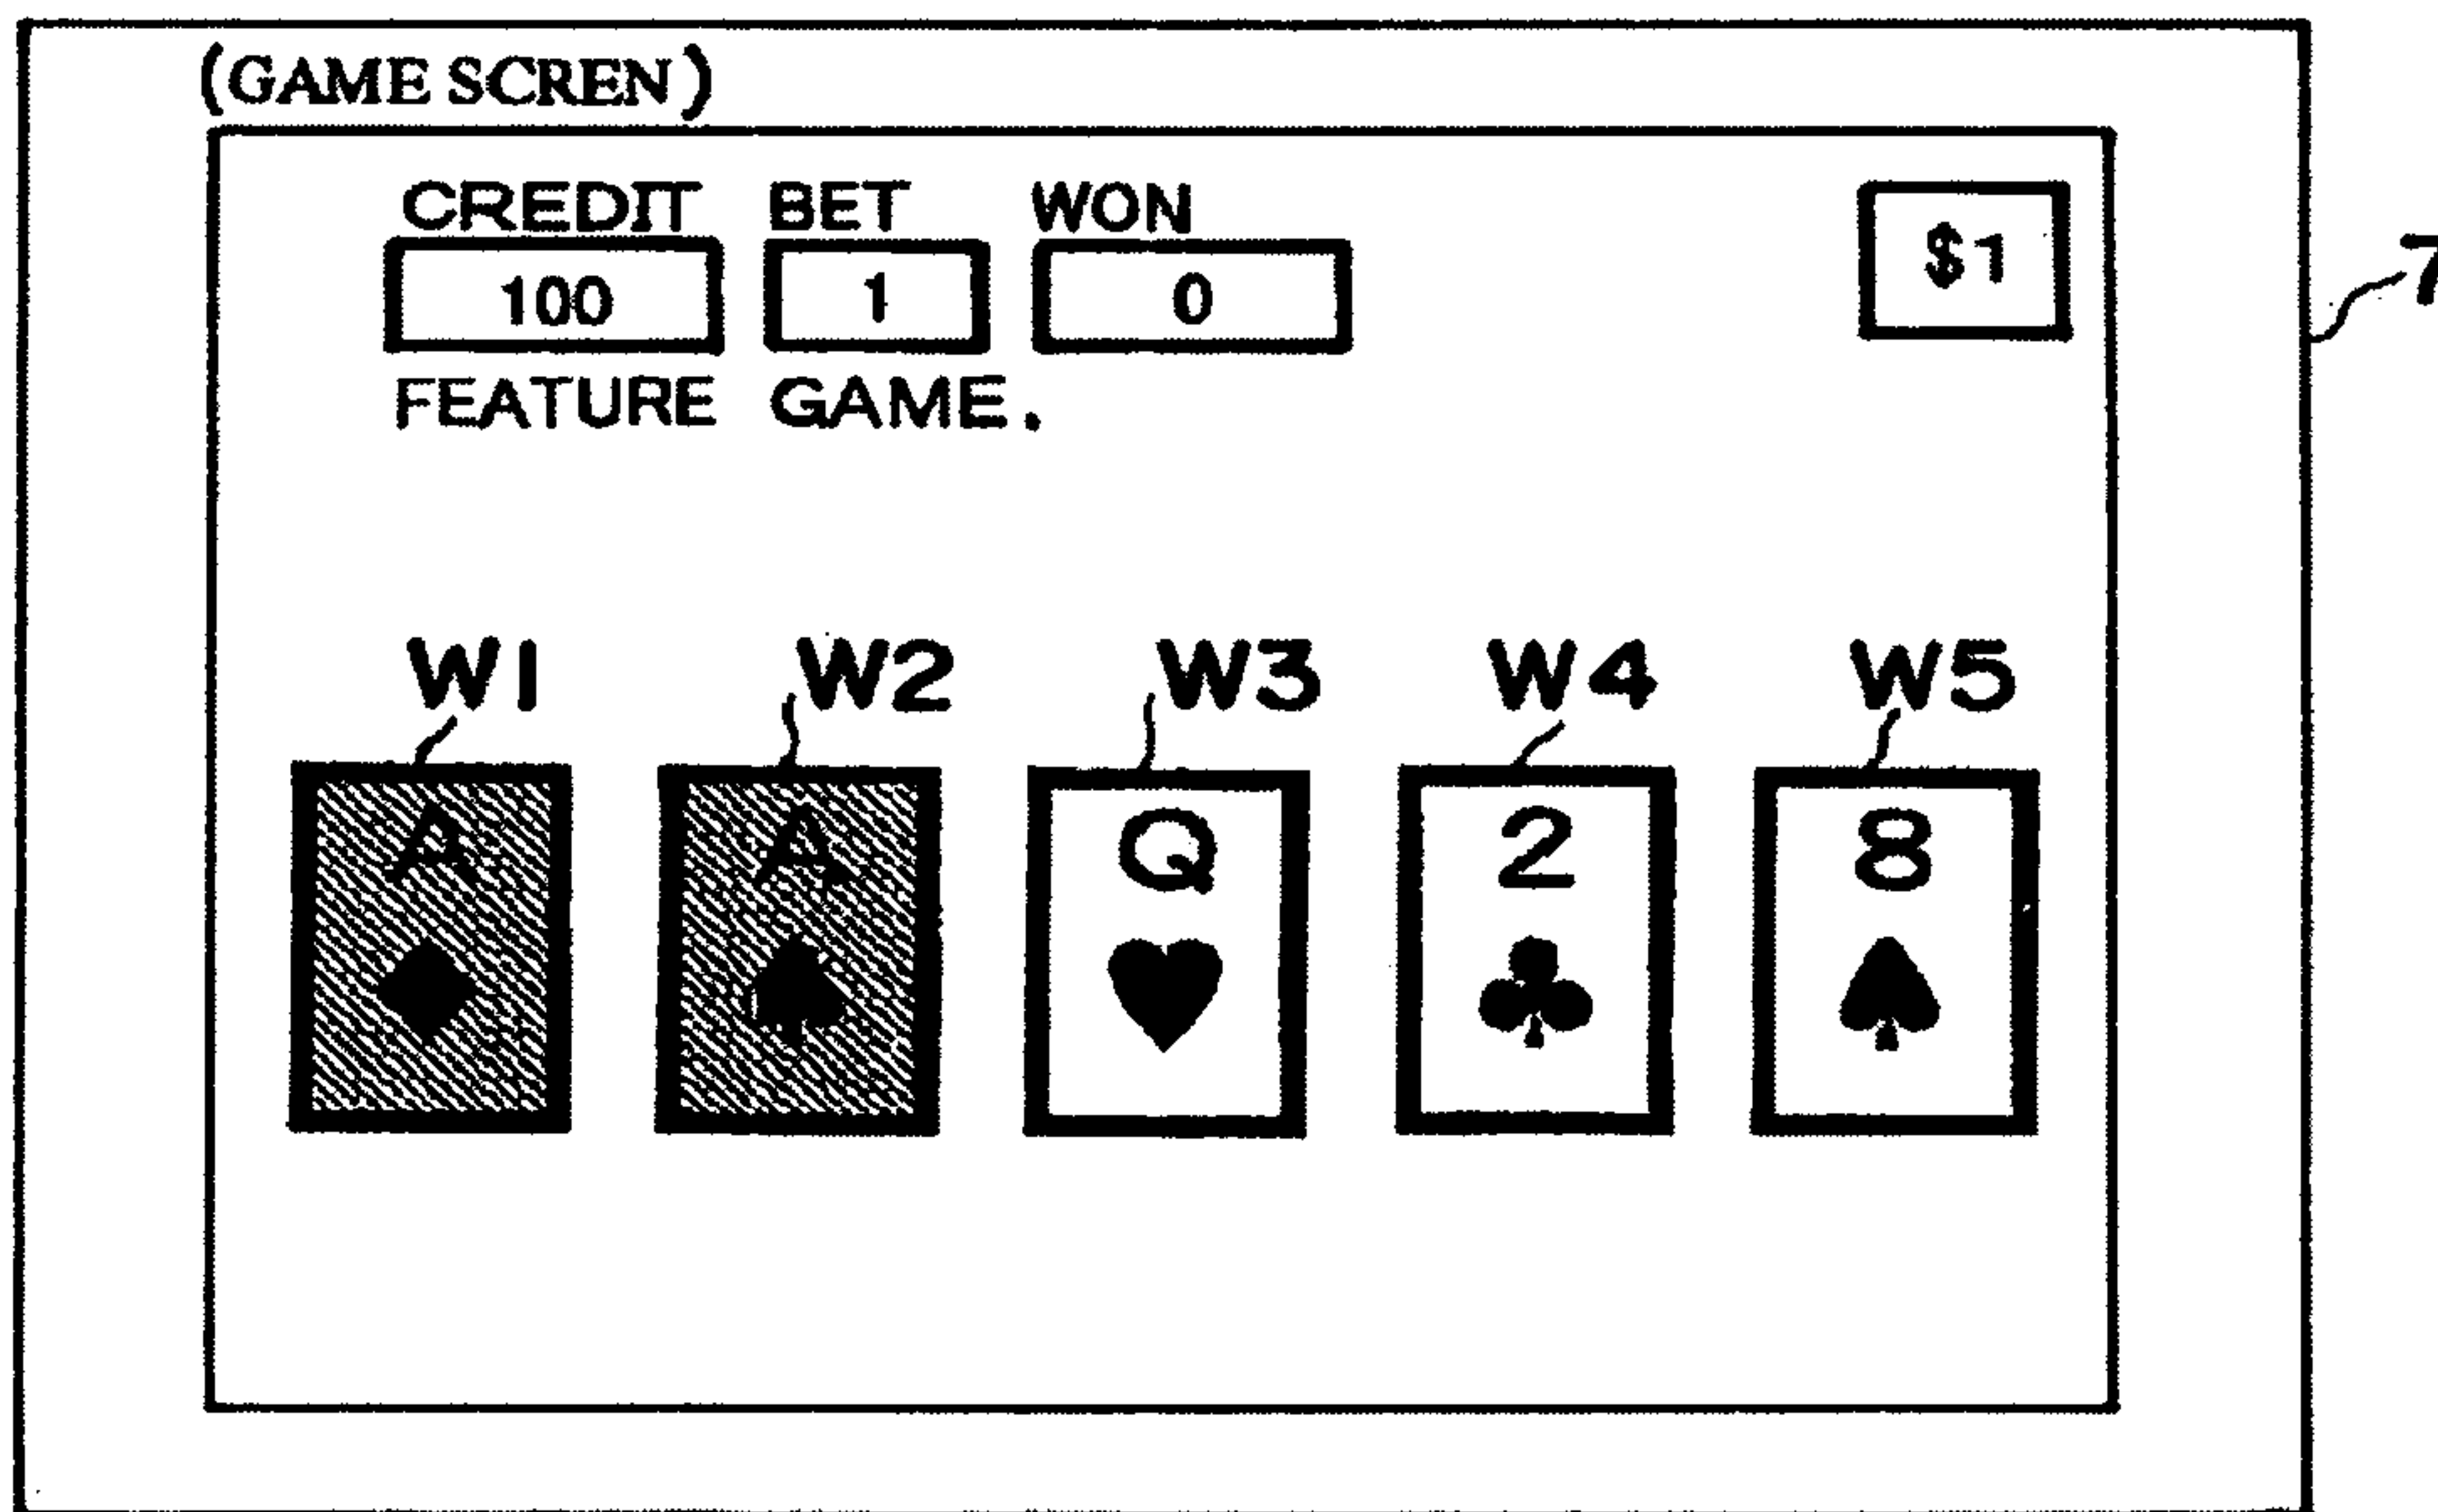 (GAME SCREN)
CREDIT BET WON
$1
100 1 0
7
FEATURE GAME.
W1 W2 W3 W4 W5
A A Q 2 8